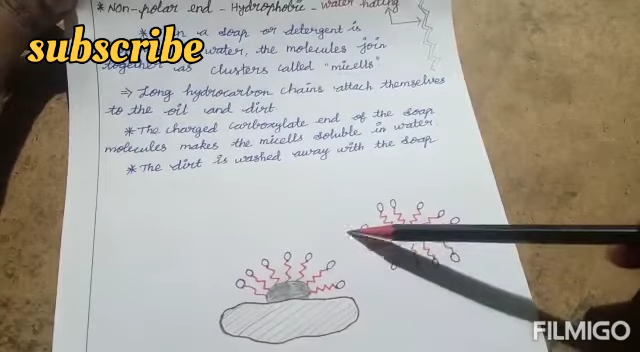 * Non-polar end - Hydrophobic - water hating
subscribe
a soap or detergent is
water, the molecules join
together as clusters called "micells"
⇒ Long hydrocarbon chains attach themselves
to the oil and dirt
* The charged carboxylate end of the soap
molecules makes the micells soluble in water
* The dirt is washed away with the soap
FILMIGO